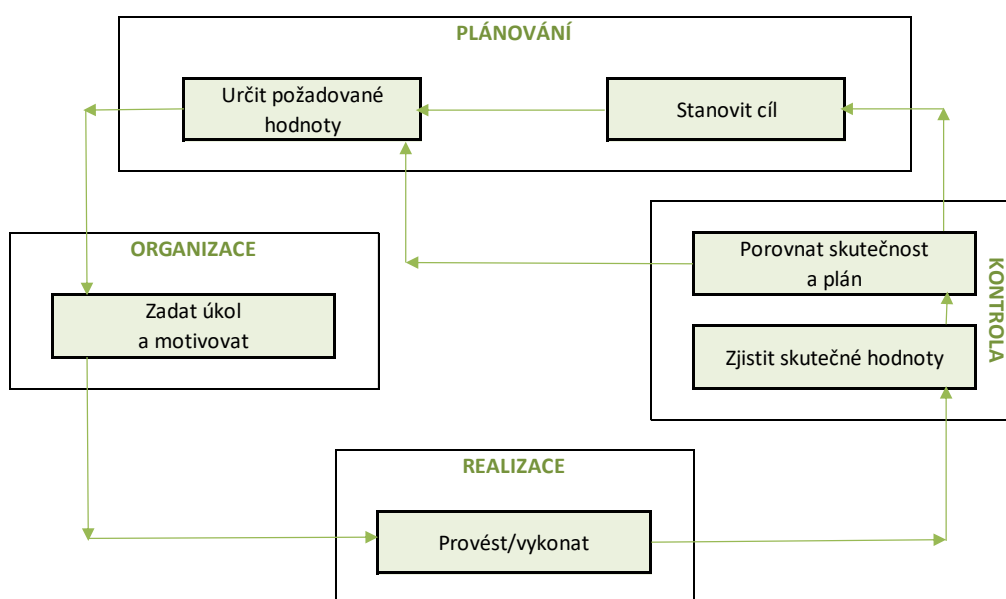 PLÁNOVÁNÍ
Určit požadované
hodnoty
Stanovit cíl
ORGANIZACE
Zadat úkol
a motivovat
Porovnat skutečnost
a plán
Zjistit skutečné hodnoty
KONTROLA
REALIZACE
Provést/vykonat